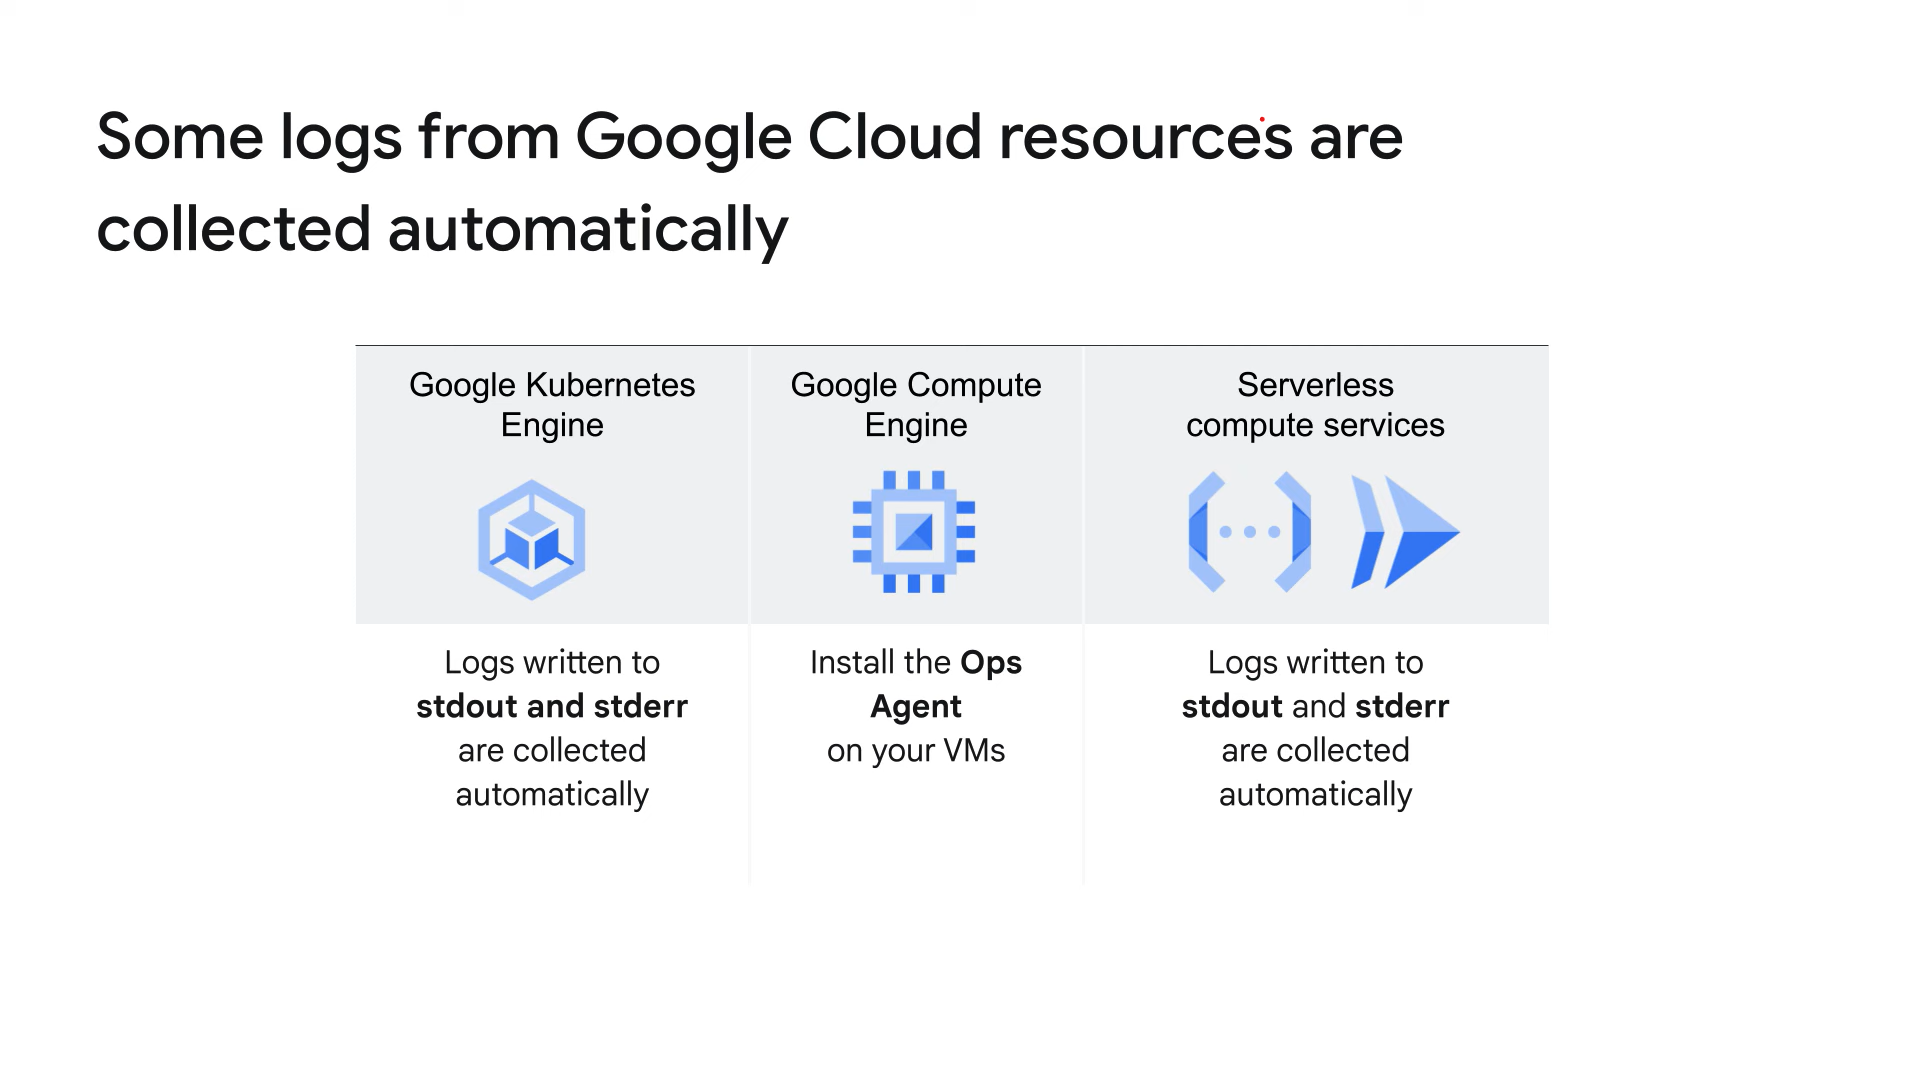 Some logs from Google Cloud resources are
collected automatically
Google Kubernetes
Engine
Google Compute
Engine
Serverless
compute services
Logs written to
stdout and stderr
are collected
automatically
Install the Ops
Agent
on your VMs
Logs written to
stdout and stderr
are collected
automatically